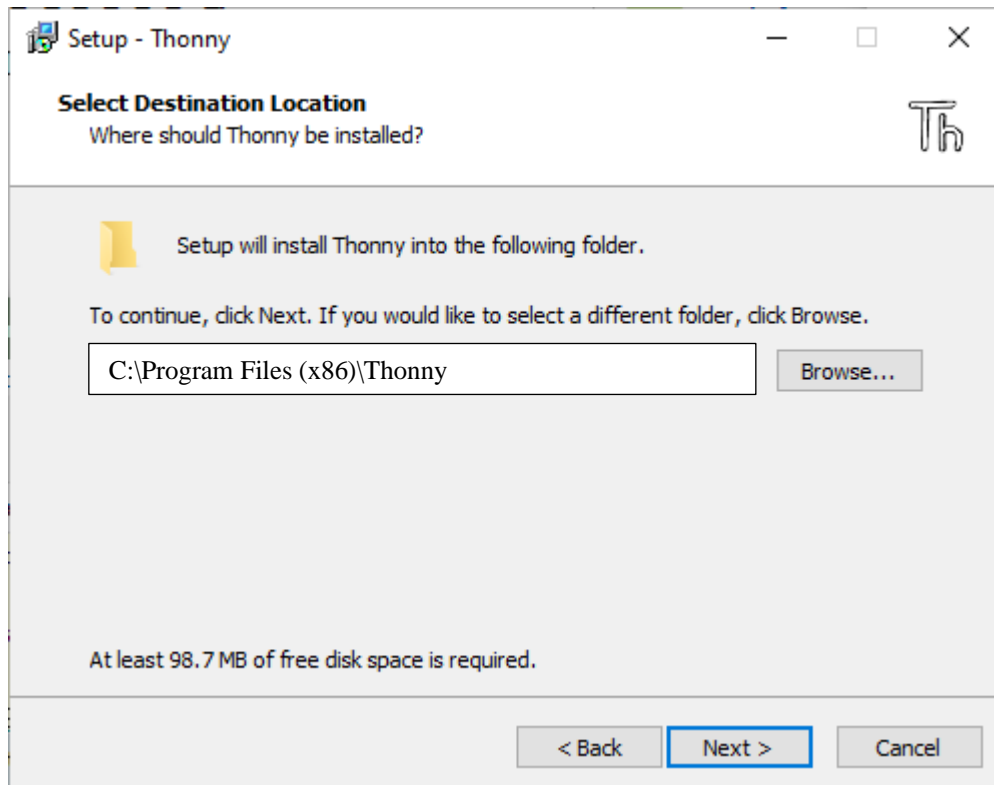 Setup - Thonny
Select Destination Location
Where should Thonny be installed?
Th
Setup will install Thonny into the following folder.
To continue, click Next. If you would like to select a different folder, click Browse.
C:\Program Files (x86)\Thonny
Browse...
At least 98.7 MB of free disk space is required.
< Back Next > Cancel